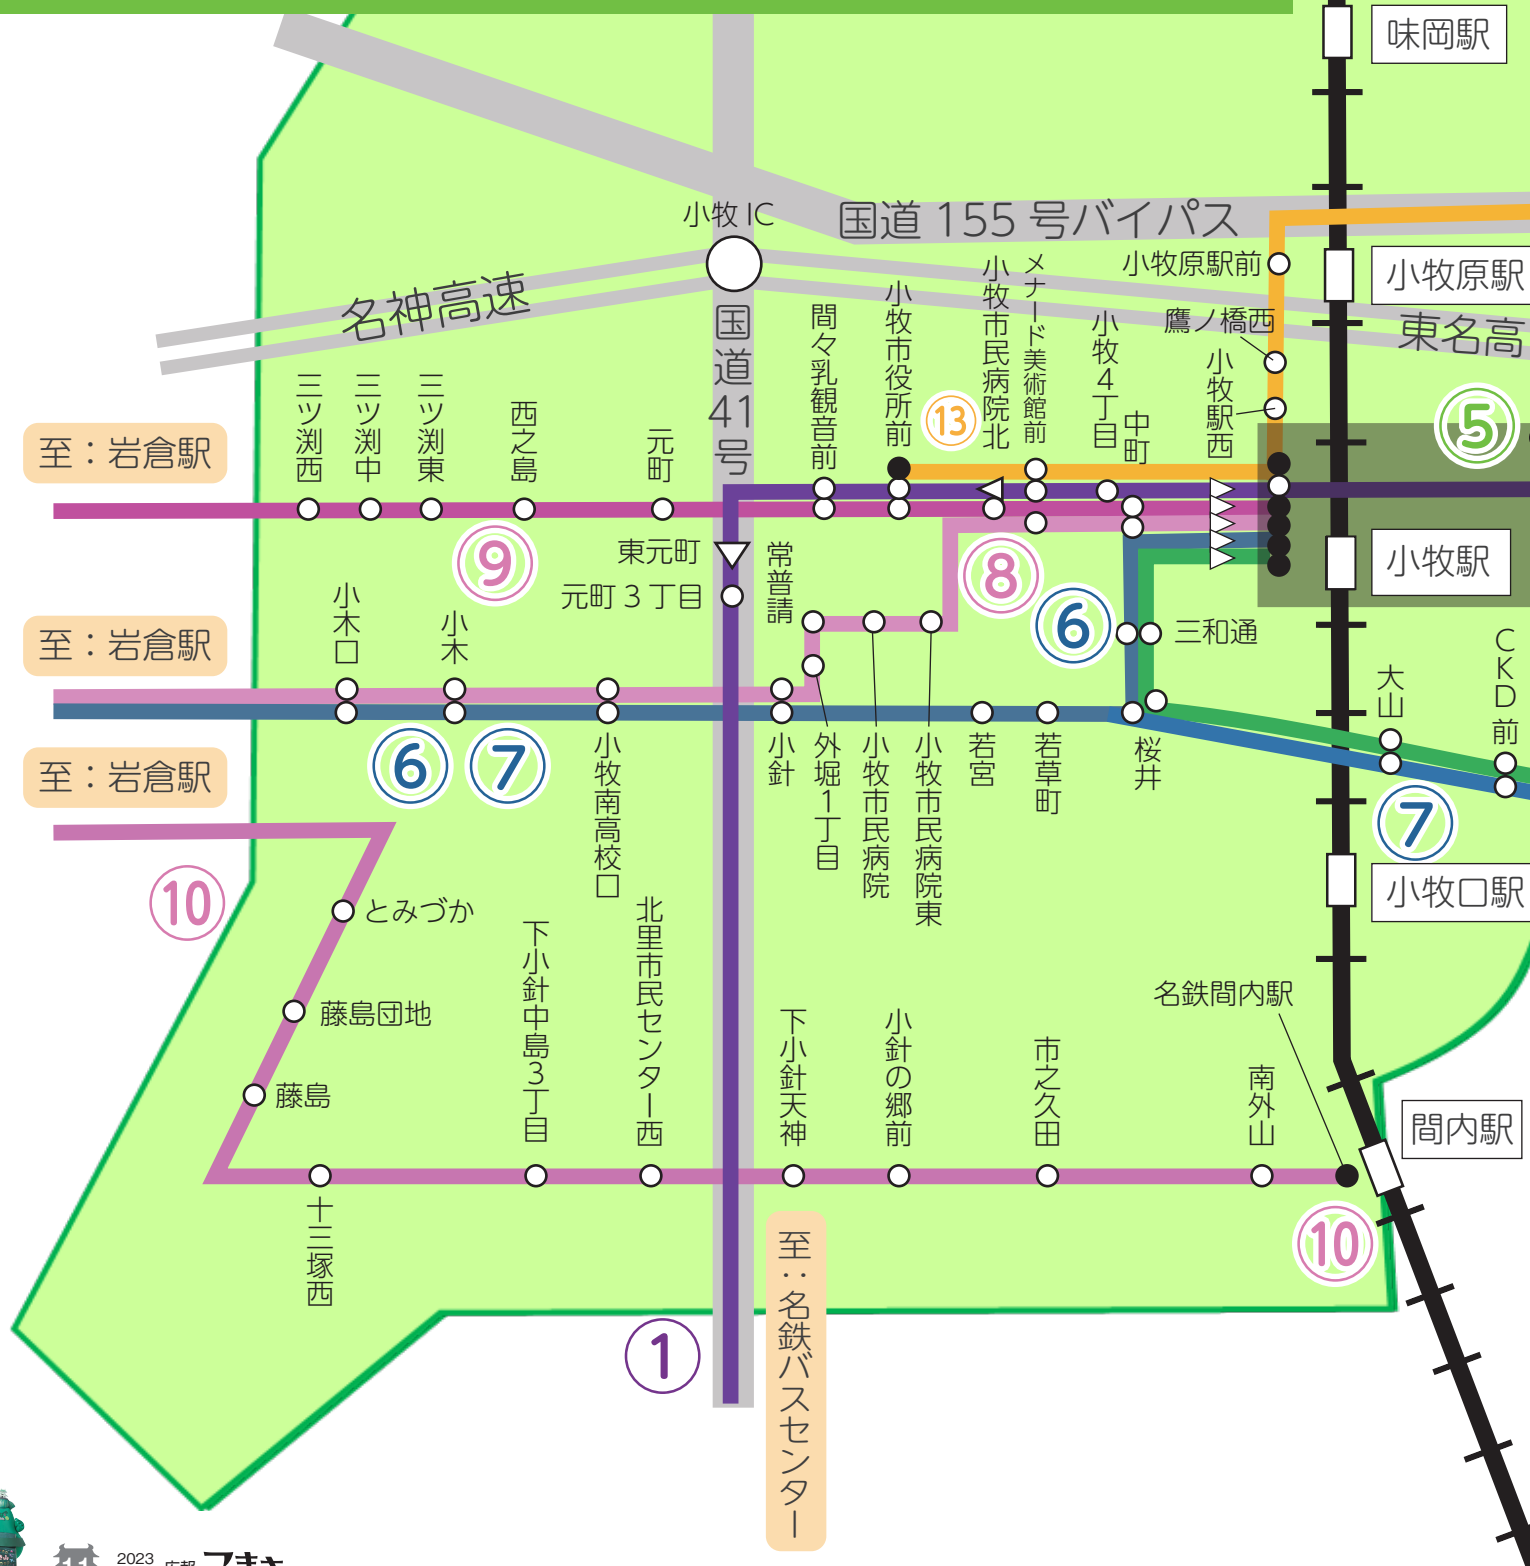 味岡駅
小牧IC
国道155号バイパス
小牧原駅前
小牧原駅
名神高速
東名高
国道41号
間々乳観音前
小牧市役所前
⑬
小牧市民病院北
メナード美術館前
小牧4丁目
中町
鷹ノ橋西
小牧駅西
⑤
至：岩倉駅
三ツ渕西
三ツ渕中
三ツ渕東
西之島
元町
⑨
東元町
元町3丁目
常普請
⑧
⑥
小牧駅
三和通
至：岩倉駅
小木口
小木
⑥
⑦
小牧南高校口
小針
外堀1丁目
小牧市民病院
小牧市民病院東
若宮
若草町
桜井
大山
CKD前
⑦
至：岩倉駅
⑩
小牧口駅
とみづか
藤島団地
藤島
下小針中島3丁目
北里市民センター西
下小針天神
小針の郷前
市之久田
名鉄間内駅
南外山
間内駅
十三塚西
⑩
①
至：名鉄バスセンター
11
2023